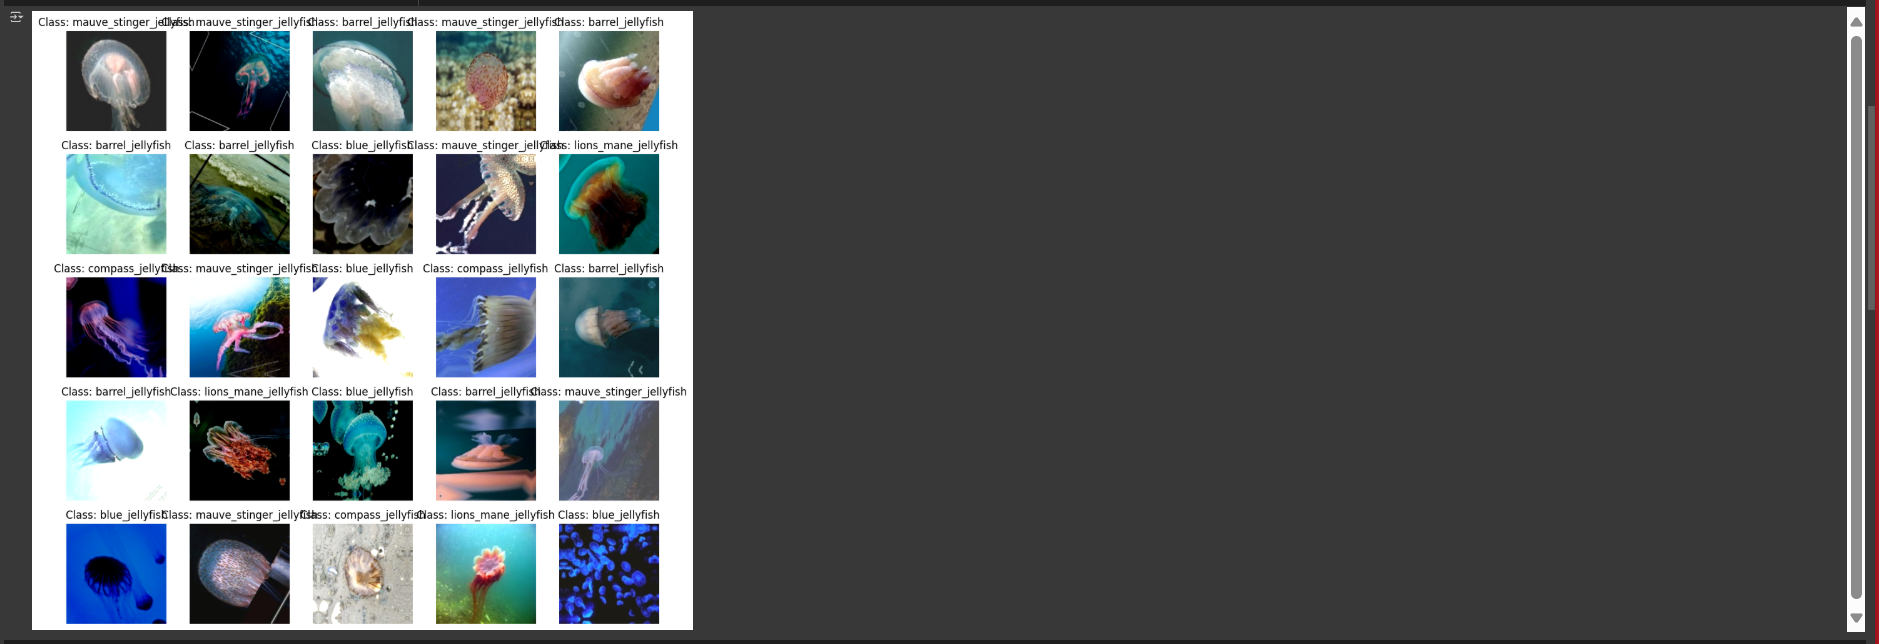 Class: mauve_stinger_jellyfish Class: mauve_stinger_jellyfish Class: barrel_jellyfish Class: mauve_stinger_jellyfish Class: barrel_jellyfish
Class: barrel_jellyfish Class: barrel_jellyfish Class: blue_jellyfish Class: mauve_stinger_jellyfish Class: lions_mane_jellyfish
Class: compass_jellyfish Class: mauve_stinger_jellyfish Class: blue_jellyfish Class: compass_jellyfish Class: barrel_jellyfish
Class: barrel_jellyfish Class: lions_mane_jellyfish Class: blue_jellyfish Class: barrel_jellyfish Class: mauve_stinger_jellyfish
Class: blue_jellyfish Class: mauve_stinger_jellyfish Class: compass_jellyfish Class: lions_mane_jellyfish Class: blue_jellyfish